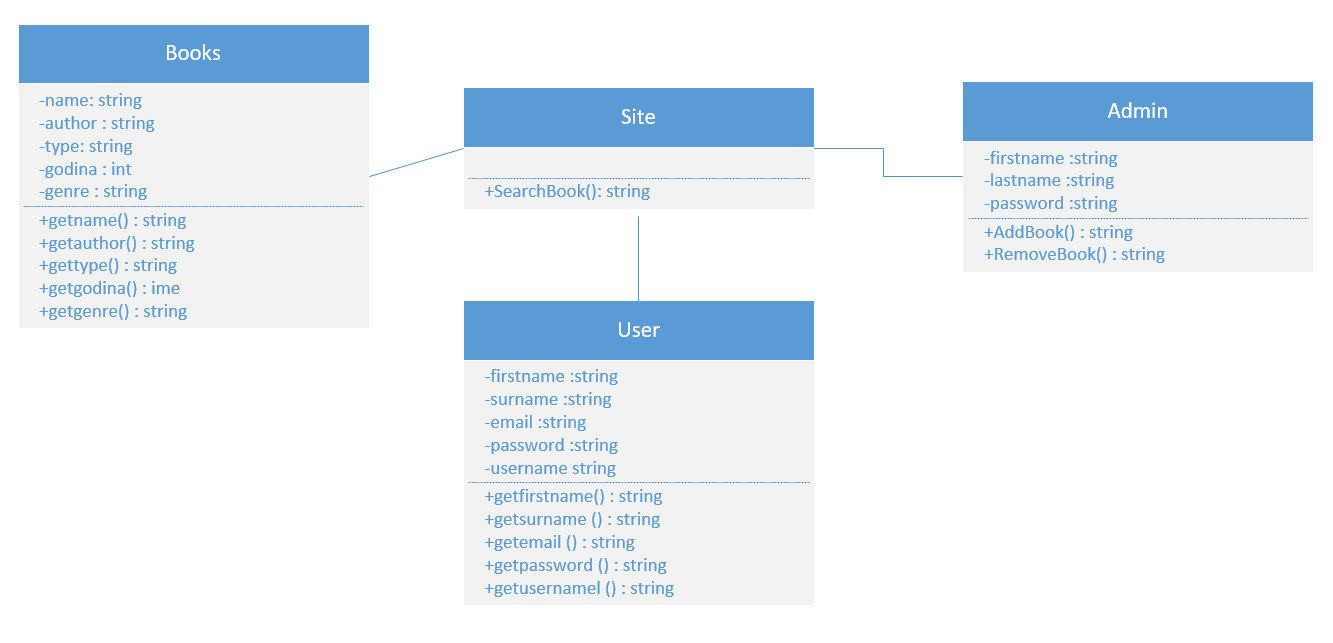 Books
-name: string
-author : string
-type: string
-godina : int
-genre : string
+getname() : string
+getauthor() : string
+gettype() : string
+getgodina() : ime
+getgenre() : string
Site
+SearchBook(): string
Admin
-firstname :string
-lastname :string
-password :string
+AddBook() : string
+RemoveBook() : string
User
-firstname :string
-surname :string
-email :string
-password :string
-username string
+getfirstname() : string
+getsurname () : string
+getemail () : string
+getpassword () : string
+getusernamel () : string